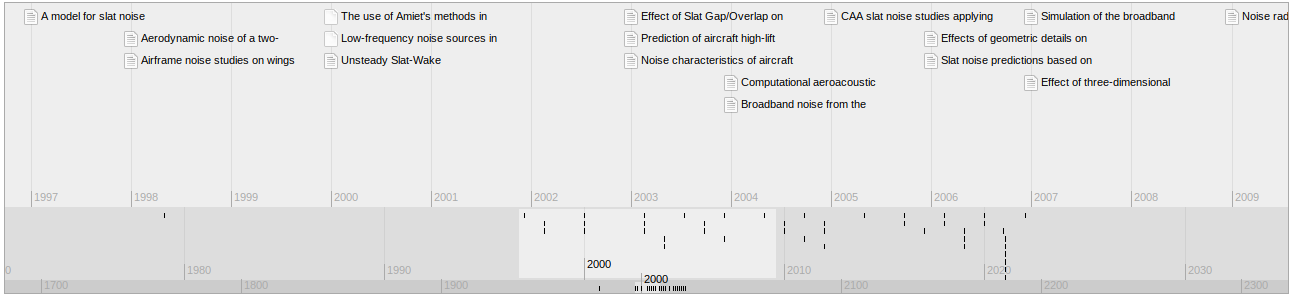 A model for slat noise
The use of Amiet's methods in
Effect of Slat Gap/Overlap on
CAA slat noise studies applying
Simulation of the broadband
Noise rad
Aerodynamic noise of a two-
Low-frequency noise sources in
Prediction of aircraft high-lift
Effects of geometric details on
Airframe noise studies on wings
Unsteady Slat-Wake
Noise characteristics of aircraft
Slat noise predictions based on
Computational aeroacoustic
Effect of three-dimensional
Broadband noise from the
1997 1998 1999 2000 2001 2002 2003 2004 2005 2006 2007 2008 2009
2000
0 1980 1990 2010 2020 2030
2000
1700 1800 1900 2100 2200 2300